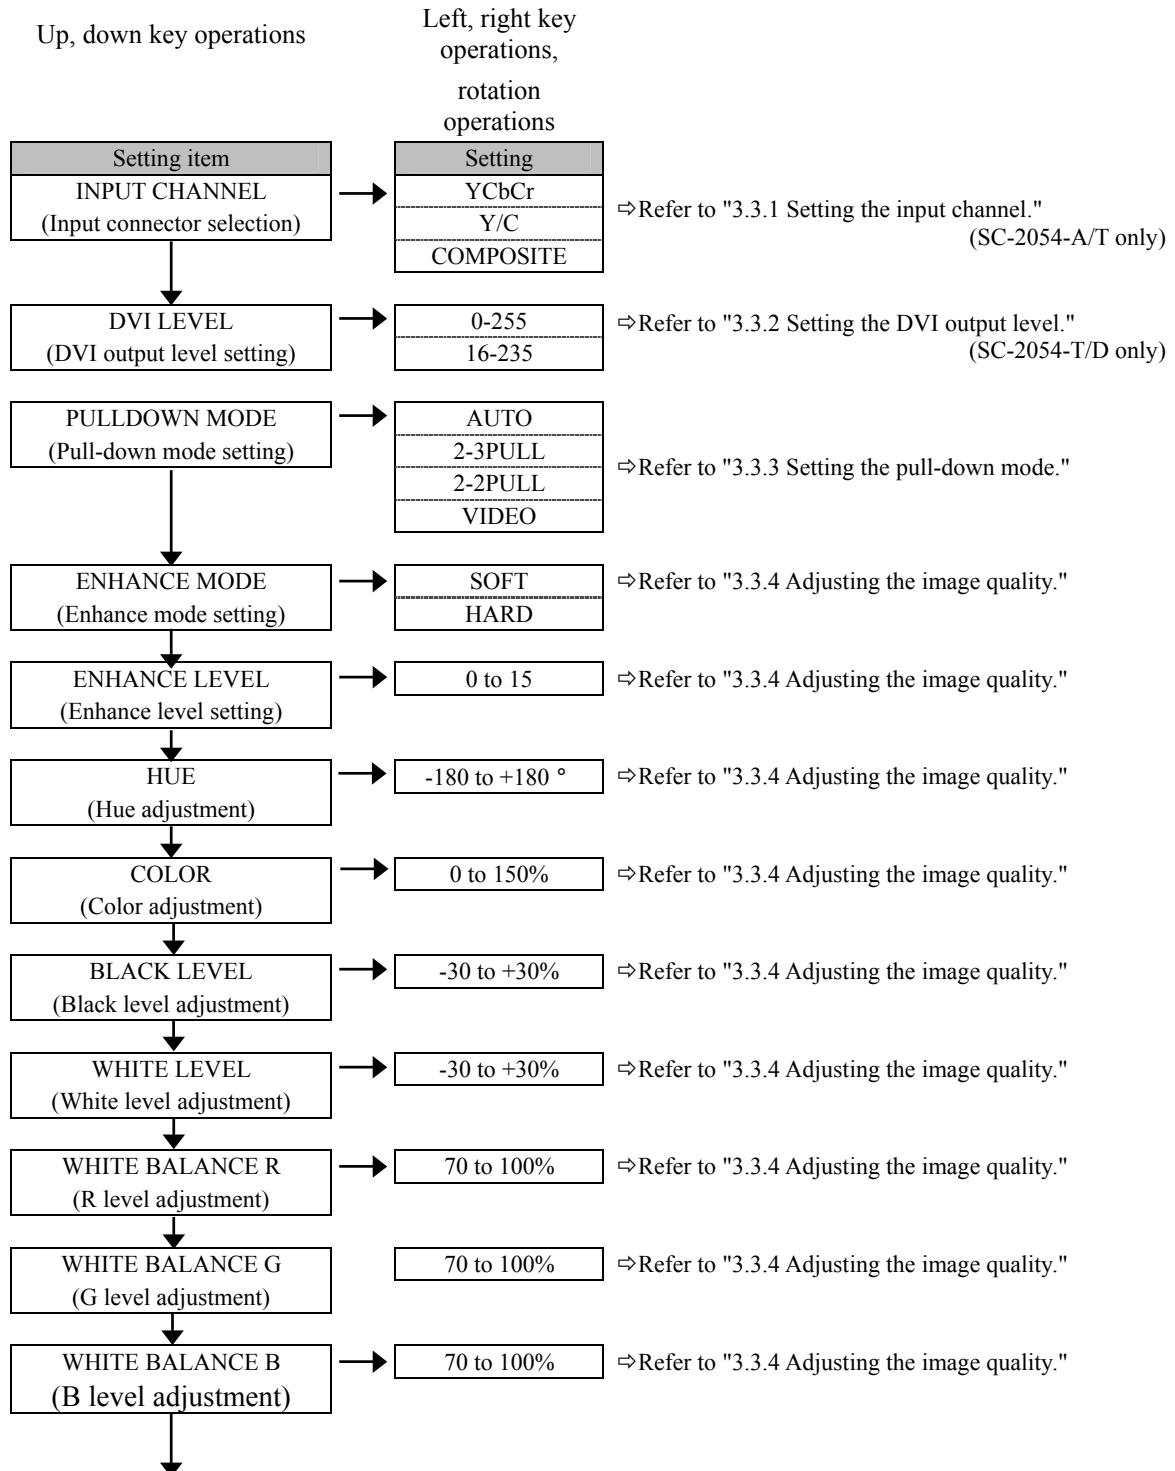 Up, down key operations
Left, right key
operations,
rotation
operations
Setting item
Setting
INPUT CHANNEL
(Input connector selection)
YCbCr
Y/C
COMPOSITE
⇨Refer to "3.3.1 Setting the input channel."
(SC-2054-A/T only)
DVI LEVEL
(DVI output level setting)
0-255
16-235
⇨Refer to "3.3.2 Setting the DVI output level."
(SC-2054-T/D only)
PULLDOWN MODE
(Pull-down mode setting)
AUTO
2-3PULL
2-2PULL
VIDEO
⇨Refer to "3.3.3 Setting the pull-down mode."
ENHANCE MODE
(Enhance mode setting)
SOFT
HARD
⇨Refer to "3.3.4 Adjusting the image quality."
ENHANCE LEVEL
(Enhance level setting)
0 to 15
⇨Refer to "3.3.4 Adjusting the image quality."
HUE
(Hue adjustment)
-180 to +180 °
⇨Refer to "3.3.4 Adjusting the image quality."
COLOR
(Color adjustment)
0 to 150%
⇨Refer to "3.3.4 Adjusting the image quality."
BLACK LEVEL
(Black level adjustment)
-30 to +30%
⇨Refer to "3.3.4 Adjusting the image quality."
WHITE LEVEL
(White level adjustment)
-30 to +30%
⇨Refer to "3.3.4 Adjusting the image quality."
WHITE BALANCE R
(R level adjustment)
70 to 100%
⇨Refer to "3.3.4 Adjusting the image quality."
WHITE BALANCE G
(G level adjustment)
70 to 100%
⇨Refer to "3.3.4 Adjusting the image quality."
WHITE BALANCE B
(B level adjustment)
70 to 100%
⇨Refer to "3.3.4 Adjusting the image quality."